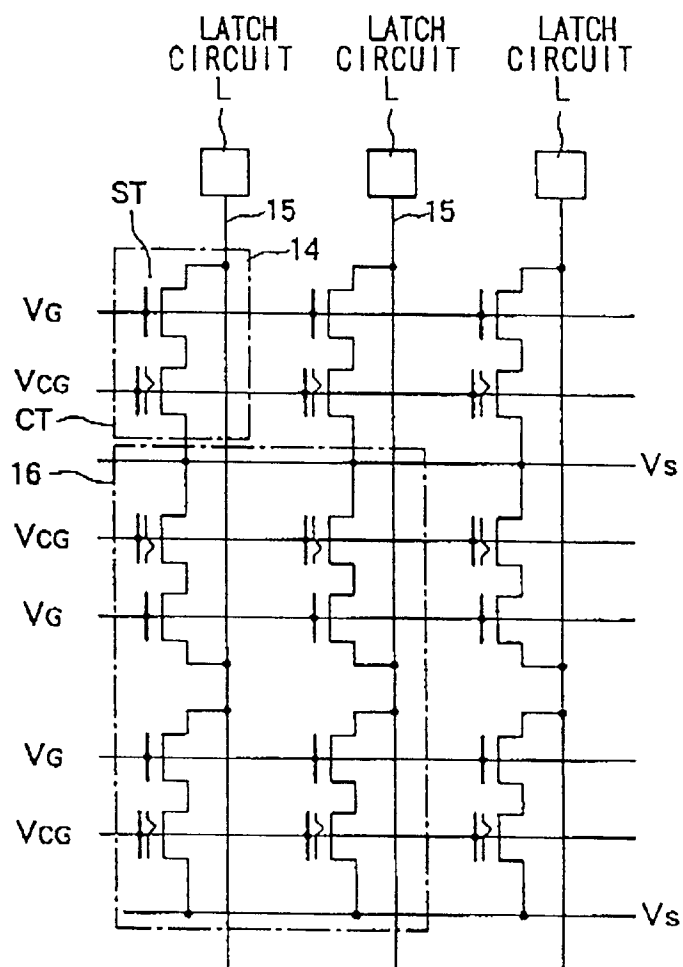 LATCH CIRCUIT L
LATCH CIRCUIT L
LATCH CIRCUIT L
ST
15
15
14
VG
VCG
CT
16
VS
VCG
VG
VG
VCG
VS